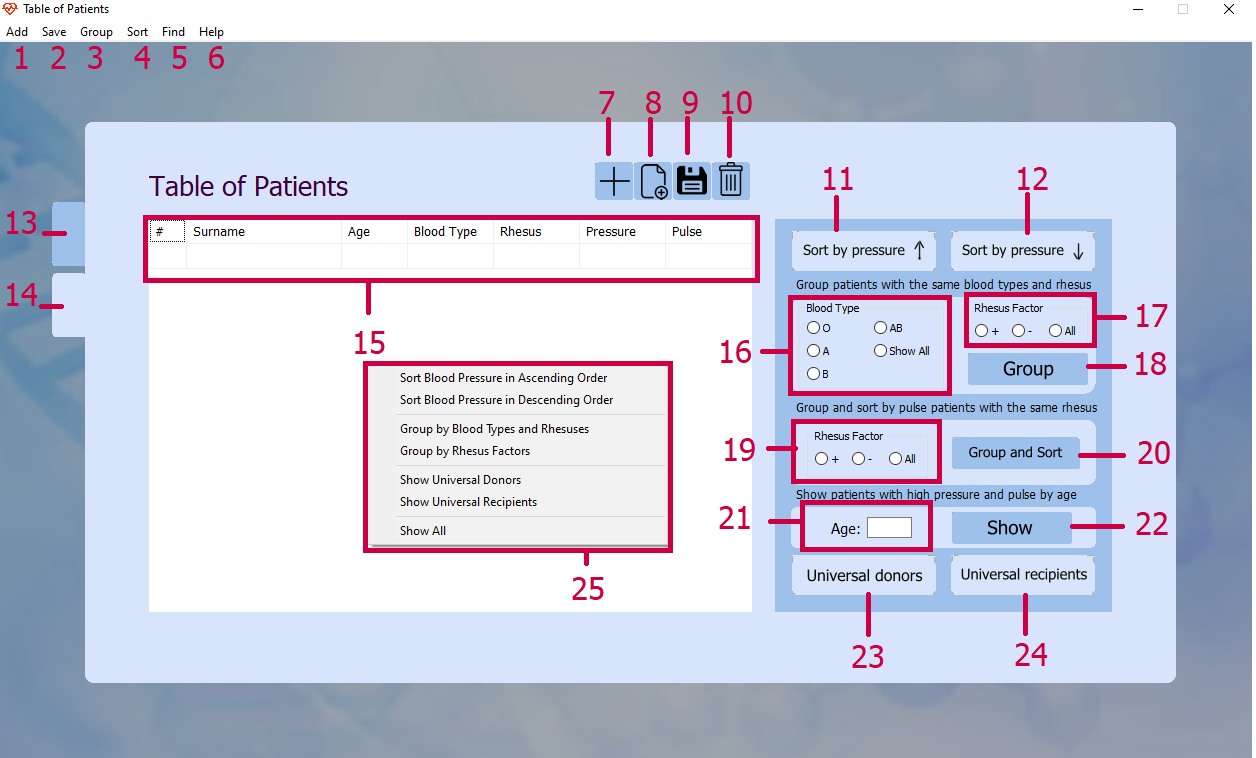 Table of Patients
Add Save Group Sort Find Help
1 2 3 4 5 6
7 8 9 10
Table of Patients
11 12
13
# Surname Age Blood Type Rhesus Pressure Pulse
Sort by pressure Sort by pressure
14
Group patients with the same blood types and rhesus
15
Blood Type
O AB
A Show All
B
16
Rhesus Factor
+ - All
17
Group
18
Sort Blood Pressure in Ascending Order
Sort Blood Pressure in Descending Order
Group by Blood Types and Rhesuses
Group by Rhesus Factors
Show Universal Donors
Show Universal Recipients
Show All
25
Group and sort by pulse patients with the same rhesus
19
Rhesus Factor
+ - All
Group and Sort
20
Show patients with high pressure and pulse by age
21
Age:
Show
22
Universal donors Universal recipients
23 24